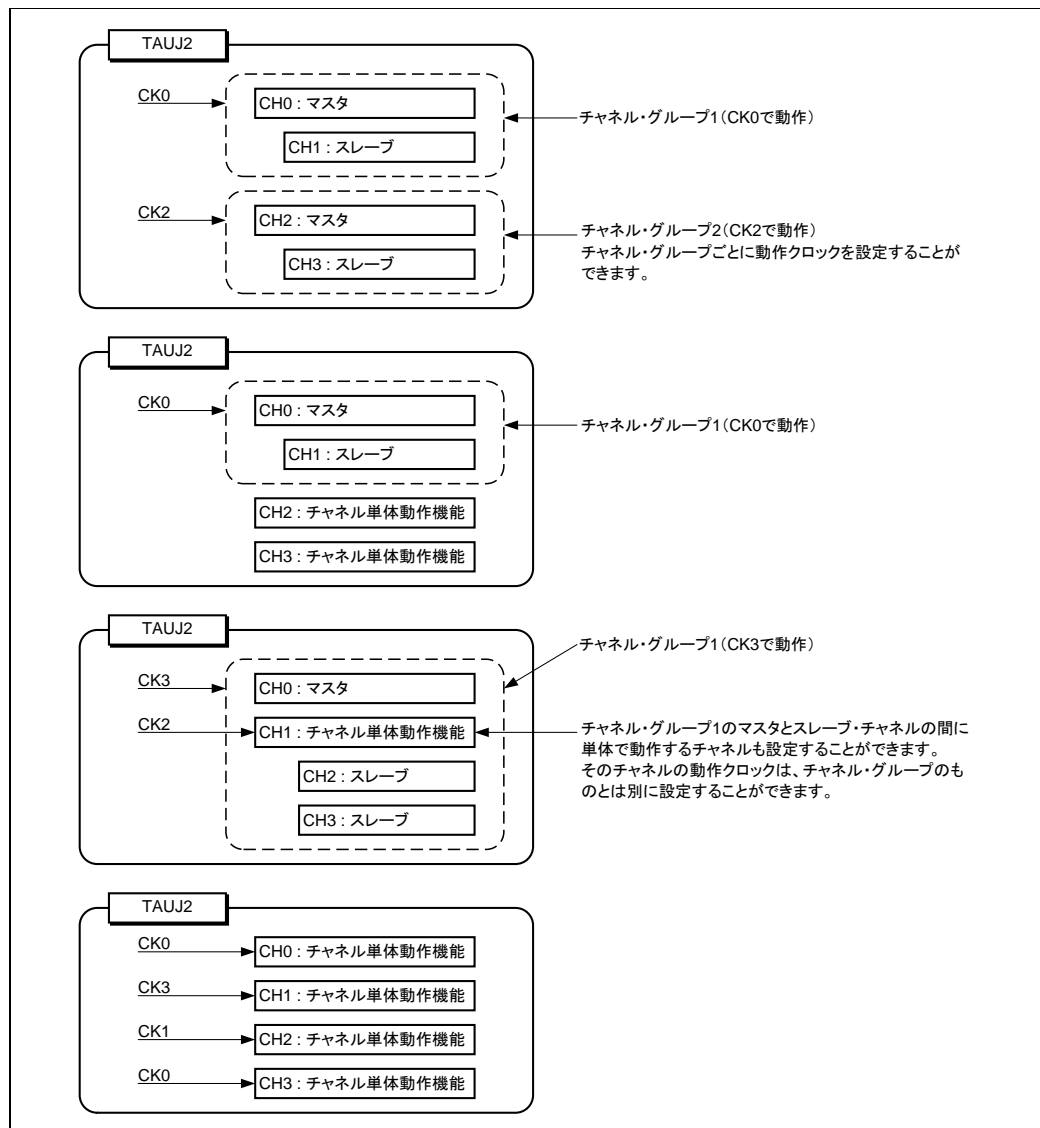 TAUJ2
CK0
CH0 : マスタ
CH1 : スレーブ
チャネル・グループ1(CK0で動作)
CK2
CH2 : マスタ
CH3 : スレーブ
チャネル・グループ2(CK2で動作)
チャネル・グループごとに動作クロックを設定することが
できます。
TAUJ2
CK0
CH0 : マスタ
CH1 : スレーブ
チャネル・グループ1(CK0で動作)
CH2 : チャネル単体動作機能
CH3 : チャネル単体動作機能
TAUJ2
チャネル・グループ1(CK3で動作)
CK3
CH0 : マスタ
CK2
CH1 : チャネル単体動作機能
CH2 : スレーブ
CH3 : スレーブ
チャネル・グループ1のマスタとスレーブ・チャネルの間に
単体で動作するチャネルも設定することができます。
そのチャネルの動作クロックは、チャネル・グループのも
のとは別に設定することができます。
TAUJ2
CK0
CH0 : チャネル単体動作機能
CK3
CH1 : チャネル単体動作機能
CK1
CH2 : チャネル単体動作機能
CK0
CH3 : チャネル単体動作機能